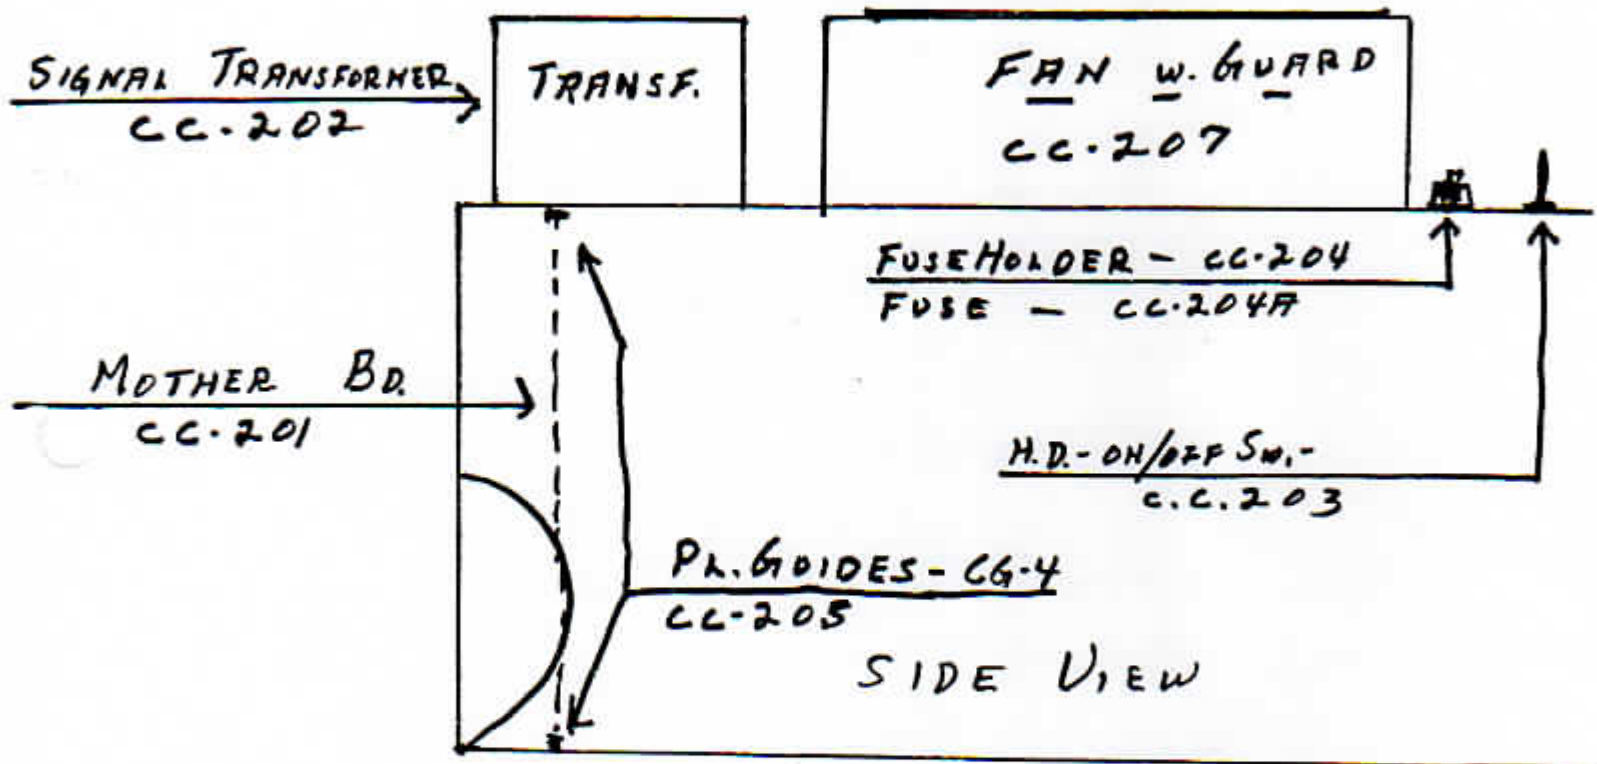 SIGNAL TRANSFORMER
CC.202
TRANSF.
FAN w. GUARD
CC.207
FUSEHOLDER - CC.204
FUSE - CC.204A
MOTHER BD.
CC.201
H.D.-ON/OFF SW.-
C.C.203
PL. GUIDES - CG-4
CC-205
SIDE VIEW